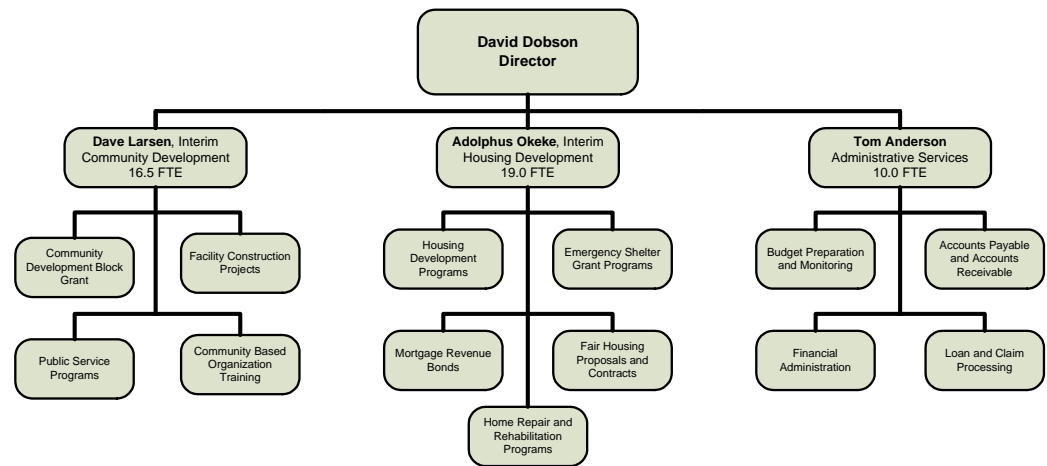 David Dobson
Director
Dave Larsen, Interim
Community Development
16.5 FTE
Adolphus Okeke, Interim
Housing Development
19.0 FTE
Tom Anderson
Administrative Services
10.0 FTE
Community
Development Block
Grant
Facility Construction
Projects
Housing
Development
Programs
Emergency Shelter
Grant Programs
Budget Preparation
and Monitoring
Accounts Payable
and Accounts
Receivable
Public Service
Programs
Community Based
Organization
Training
Mortgage Revenue
Bonds
Fair Housing
Proposals and
Contracts
Financial
Administration
Loan and Claim
Processing
Home Repair and
Rehabilitation
Programs